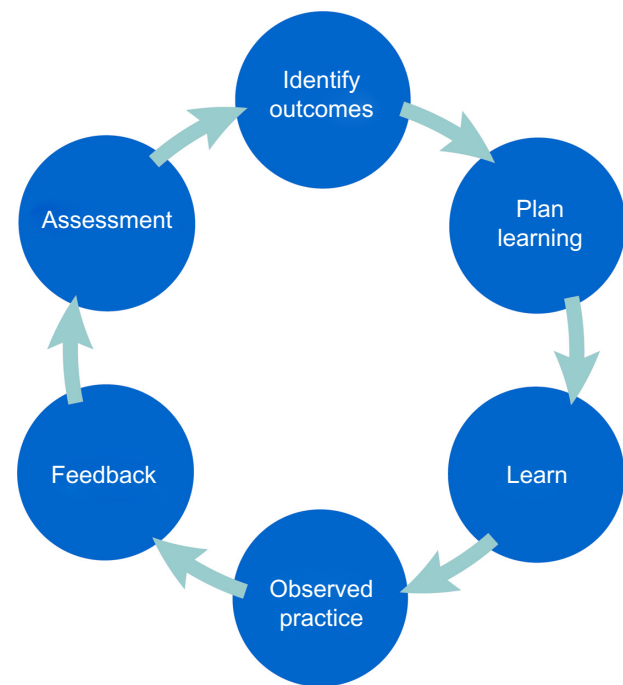 Identify
outcomes
Plan
learning
Learn
Observed
practice
Feedback
Assessment